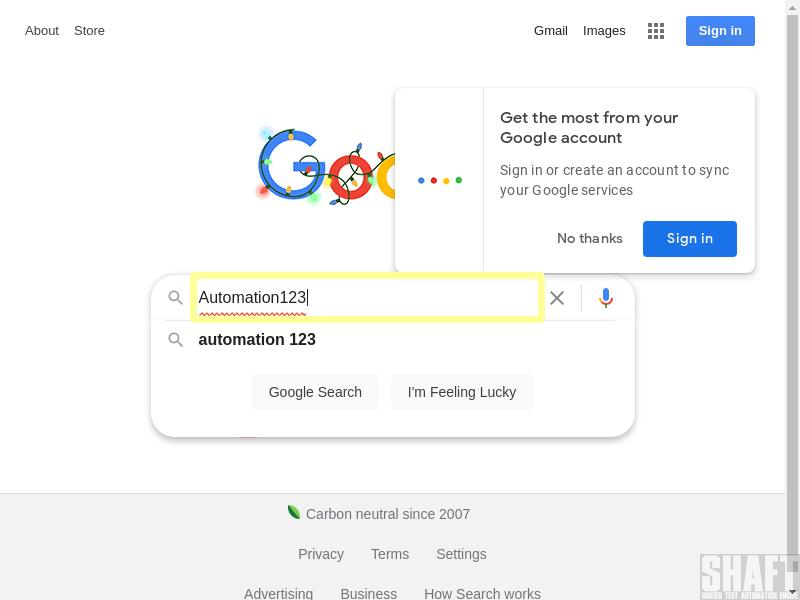 About Store
Gmail Images
Sign in
Goo
Get the most from your
Google account
Sign in or create an account to sync
your Google services
No thanks
Sign in
Automation123
automation 123
Google Search
I'm Feeling Lucky
Carbon neutral since 2007
Privacy Terms Settings
Advertising Business How Search works
SHAFT